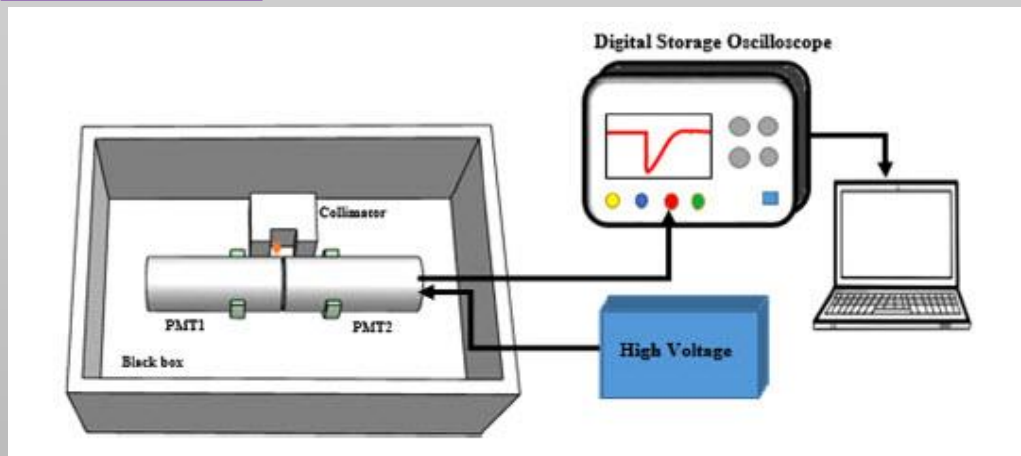 Digital Storage Oscilloscope
Collimator
PMT1
PMT2
Black box
High Voltage